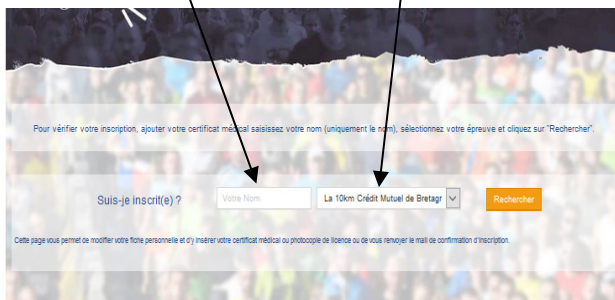 Pour vérifier votre inscription, ajouter votre certificat médical saisissez votre nom (uniquement le nom), sélectionnez votre épreuve et cliquez sur "Rechercher".
Suis-je inscrit(e) ? Votre Nom La 10km Crédit Mutuel de Bretagr Rechercher
Cette page vous permet de modifier votre fiche personnelle et d'y insérer votre certificat médical ou photocopie de licence ou de vous renvoyer le mail de confirmation d'inscription.